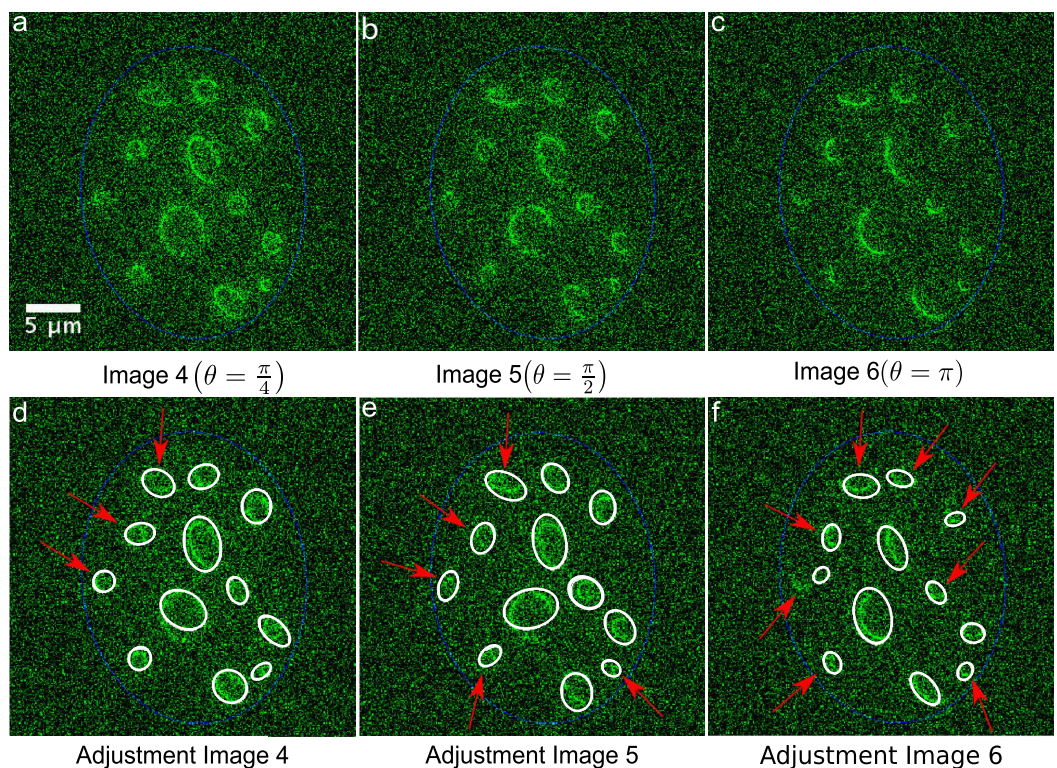 a b c
5 µm
Image 4(θ = π/4) Image 5(θ = π/2) Image 6(θ = π)
d e f
Adjustment Image 4 Adjustment Image 5 Adjustment Image 6